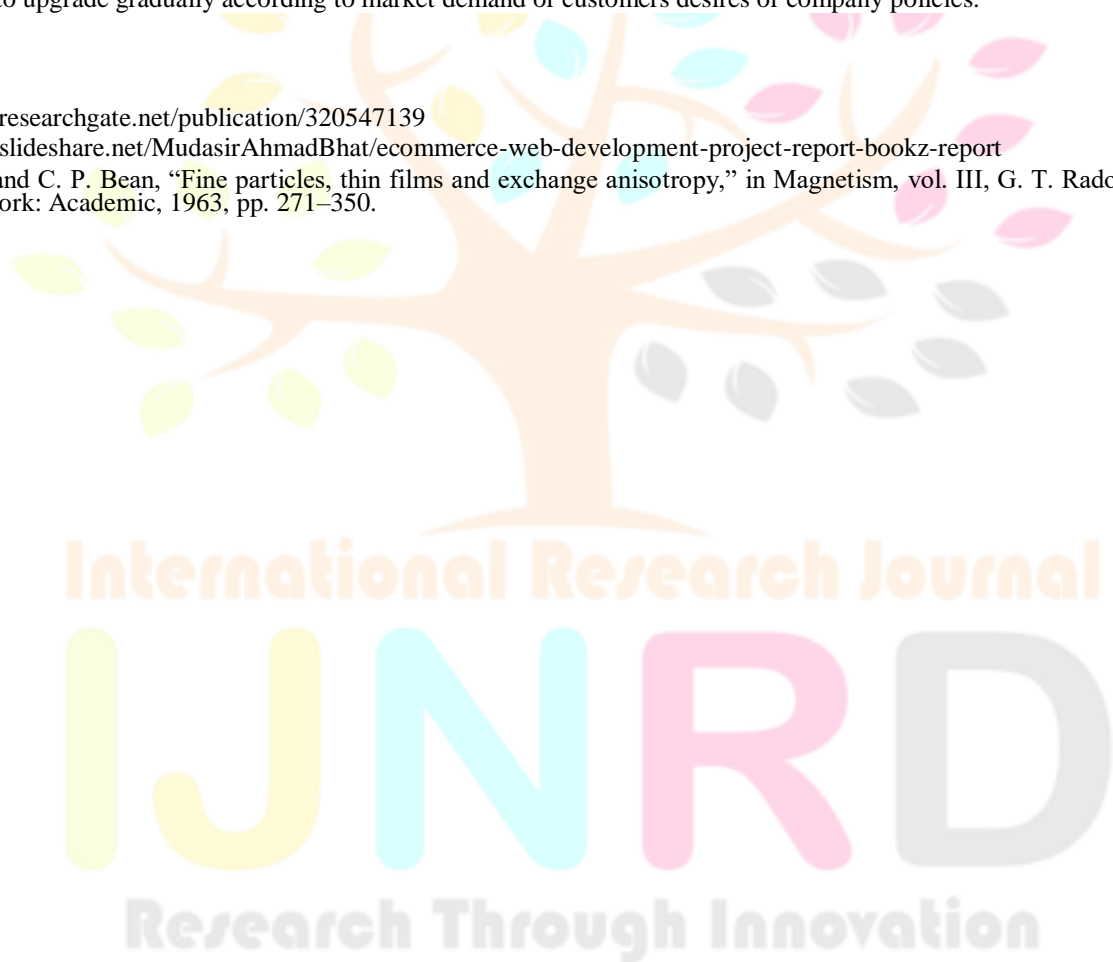 to upgrade gradually according to market demand or customers desires or company policies.
researchgate.net/publication/320547139
slideshare.net/MudasirAhmadBhat/ecommerce-web-development-project-report-bookz-report
and C. P. Bean, “Fine particles, thin films and exchange anisotropy,” in Magnetism, vol. III, G. T. Rado
ork: Academic, 1963, pp. 271–350.
International Research Journal
IJNRD
Research Through Innovation